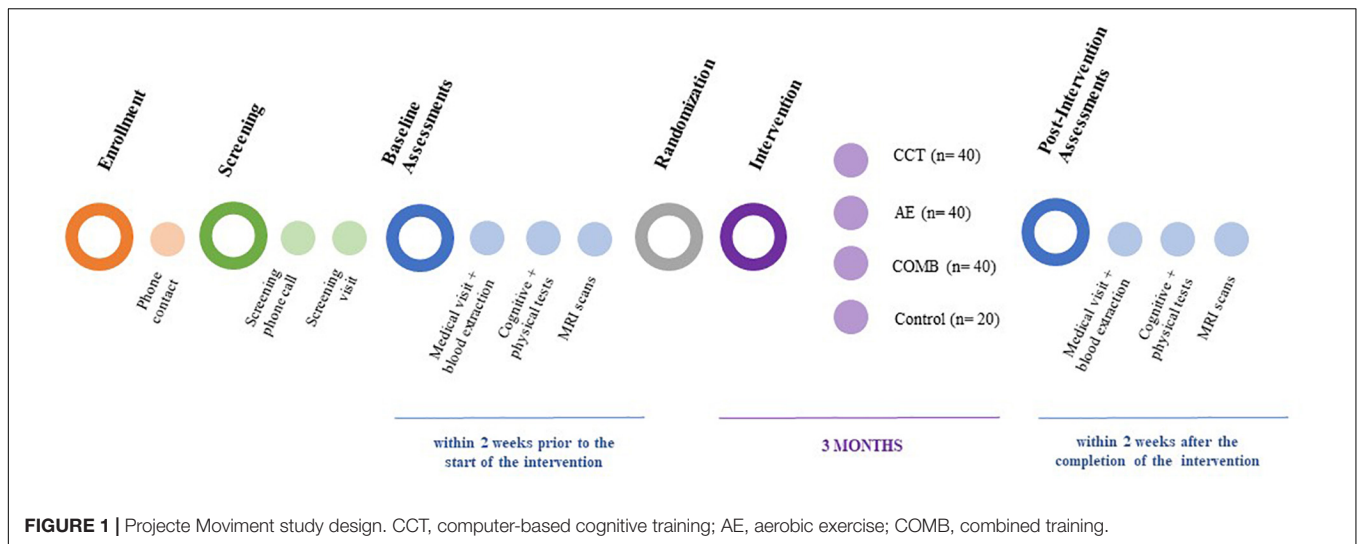 Enrollment
Phone
contact
Screening
Screening
phone call
Screening
visit
Baseline
Assessments
Medical visit +
blood extraction
Cognitive +
physical tests
MRI scans
Randomization
Intervention
CCT (n= 40)
AE (n= 40)
COMB (n= 40)
Control (n= 20)
Post-Intervention
Assessments
Medical visit +
blood extraction
Cognitive +
physical tests
MRI scans
within 2 weeks prior to the
start of the intervention
3 MONTHS
within 2 weeks after the
completion of the intervention
FIGURE 1 | Projecte Moviment study design. CCT, computer-based cognitive training; AE, aerobic exercise; COMB, combined training.